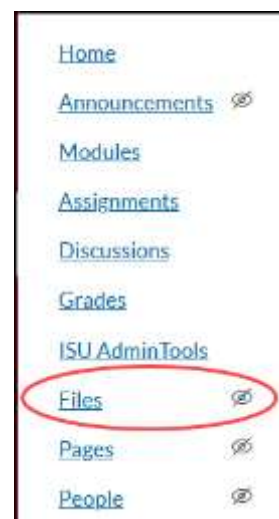 Home
Announcements
Modules
Assignments
Discussions
Grades
ISU AdminTools
Files
Pages
People